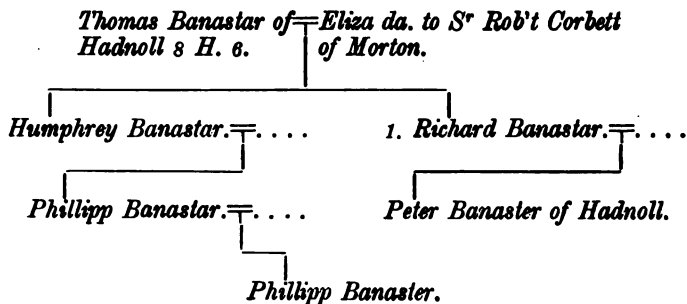 Thomas Banastar of Eliza da. to Sr Rob't Corbett
Hadnoll 8 H. 6. of Morton.
Humphrey Banastar. . . . . 1. Richard Banastar. . . . .
Phillipp Banastar. . . . . Peter Banaster of Hadnoll.
Phillipp Banaster.